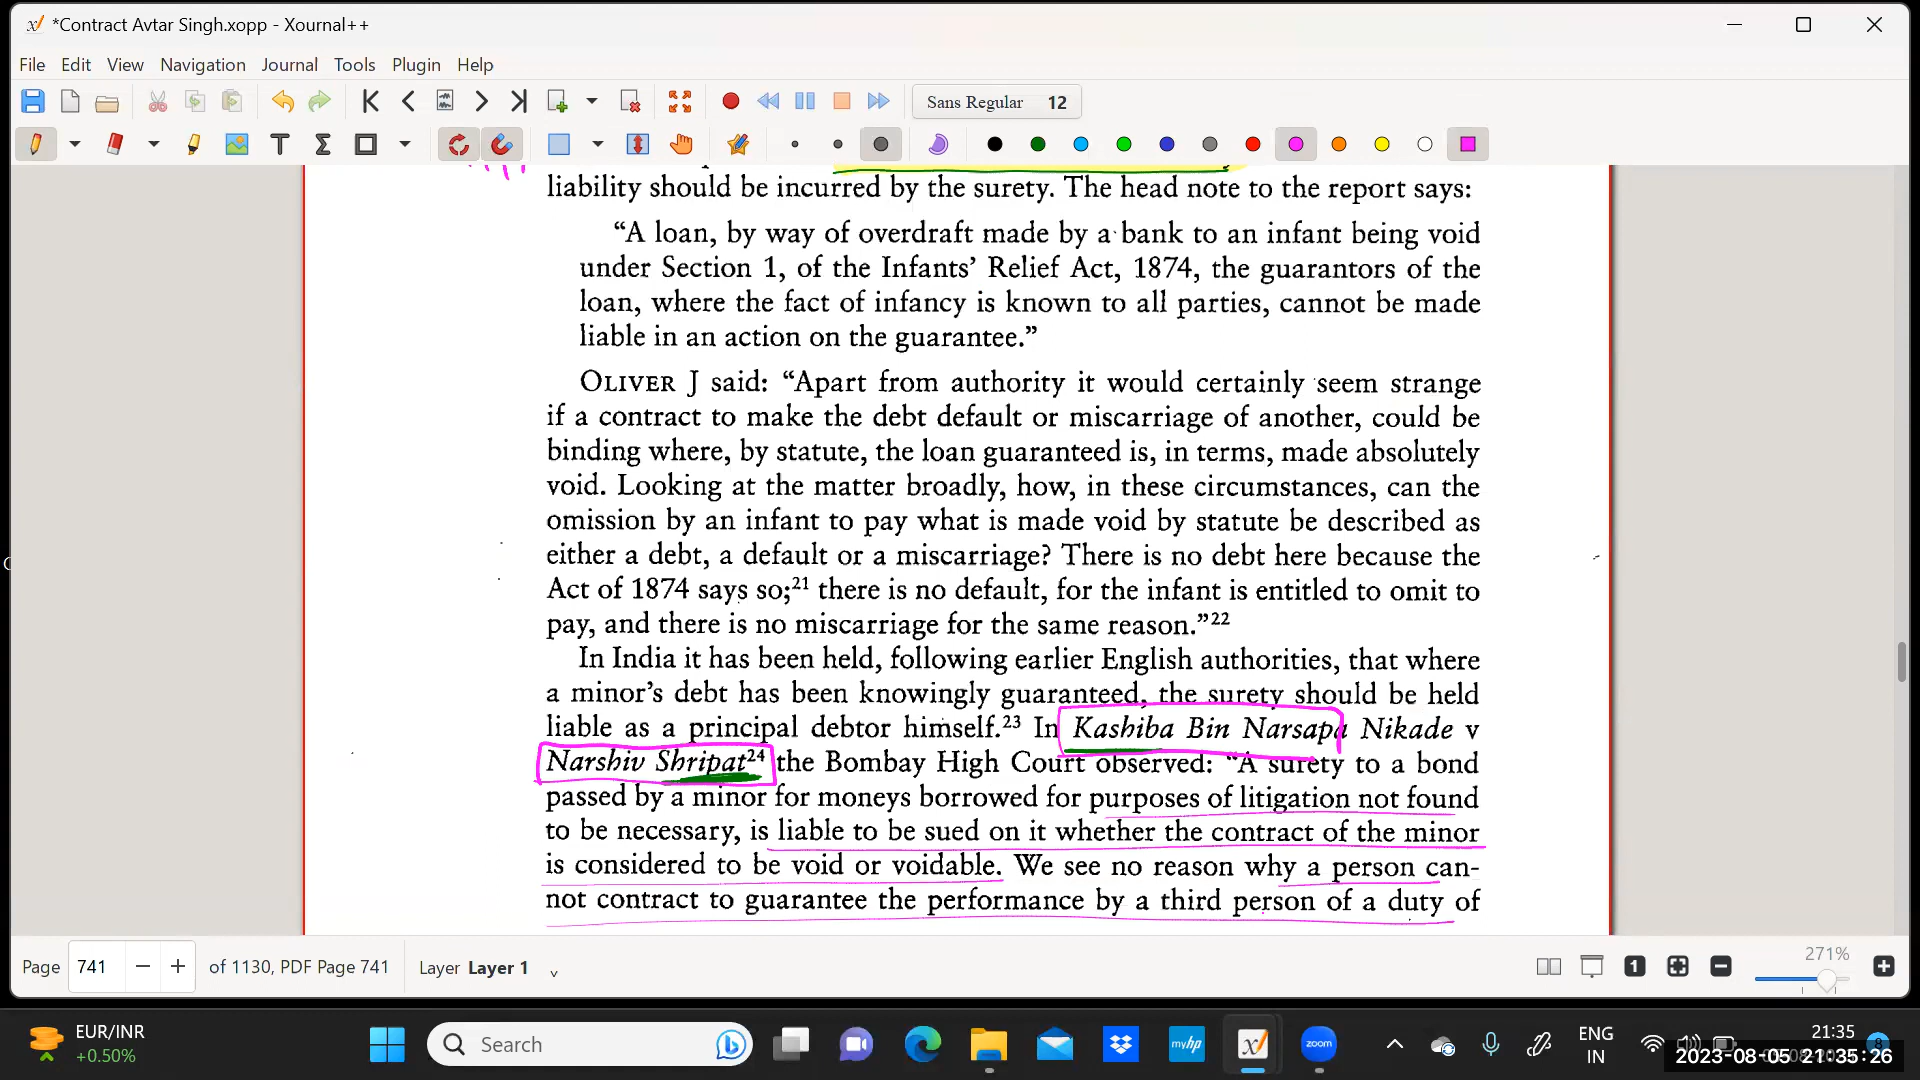 *Contract Avtar Singh.xopp - Xournal++
File Edit View Navigation Journal Tools Plugin Help
Sans Regular 12
liability should be incurred by the surety. The head note to the report says:
“A loan, by way of overdraft made by a bank to an infant being void
under Section 1, of the Infants’ Relief Act, 1874, the guarantors of the
loan, where the fact of infancy is known to all parties, cannot be made
liable in an action on the guarantee.”
OLIVER J said: “Apart from authority it would certainly seem strange
if a contract to make the debt default or miscarriage of another, could be
binding where, by statute, the loan guaranteed is, in terms, made absolutely
void. Looking at the matter broadly, how, in these circumstances, can the
omission by an infant to pay what is made void by statute be described as
either a debt, a default or a miscarriage? There is no debt here because the
Act of 1874 says so;21 there is no default, for the infant is entitled to omit to
pay, and there is no miscarriage for the same reason.”22
In India it has been held, following earlier English authorities, that where
a minor’s debt has been knowingly guaranteed, the surety should be held
liable as a principal debtor himself.23 In Kashiba Bin Narsapa Nikade v
Narshiv Shripat24 the Bombay High Court observed: “A surety to a bond
passed by a minor for moneys borrowed for purposes of litigation not found
to be necessary, is liable to be sued on it whether the contract of the minor
is considered to be void or voidable. We see no reason why a person can-
not contract to guarantee the performance by a third person of a duty of
Page 741 of 1130, PDF Page 741 Layer Layer 1 271%
EUR/INR
+0.50%
Search
myhp
zoom
ENG
IN
21:35
2023-08-05 21:35:26